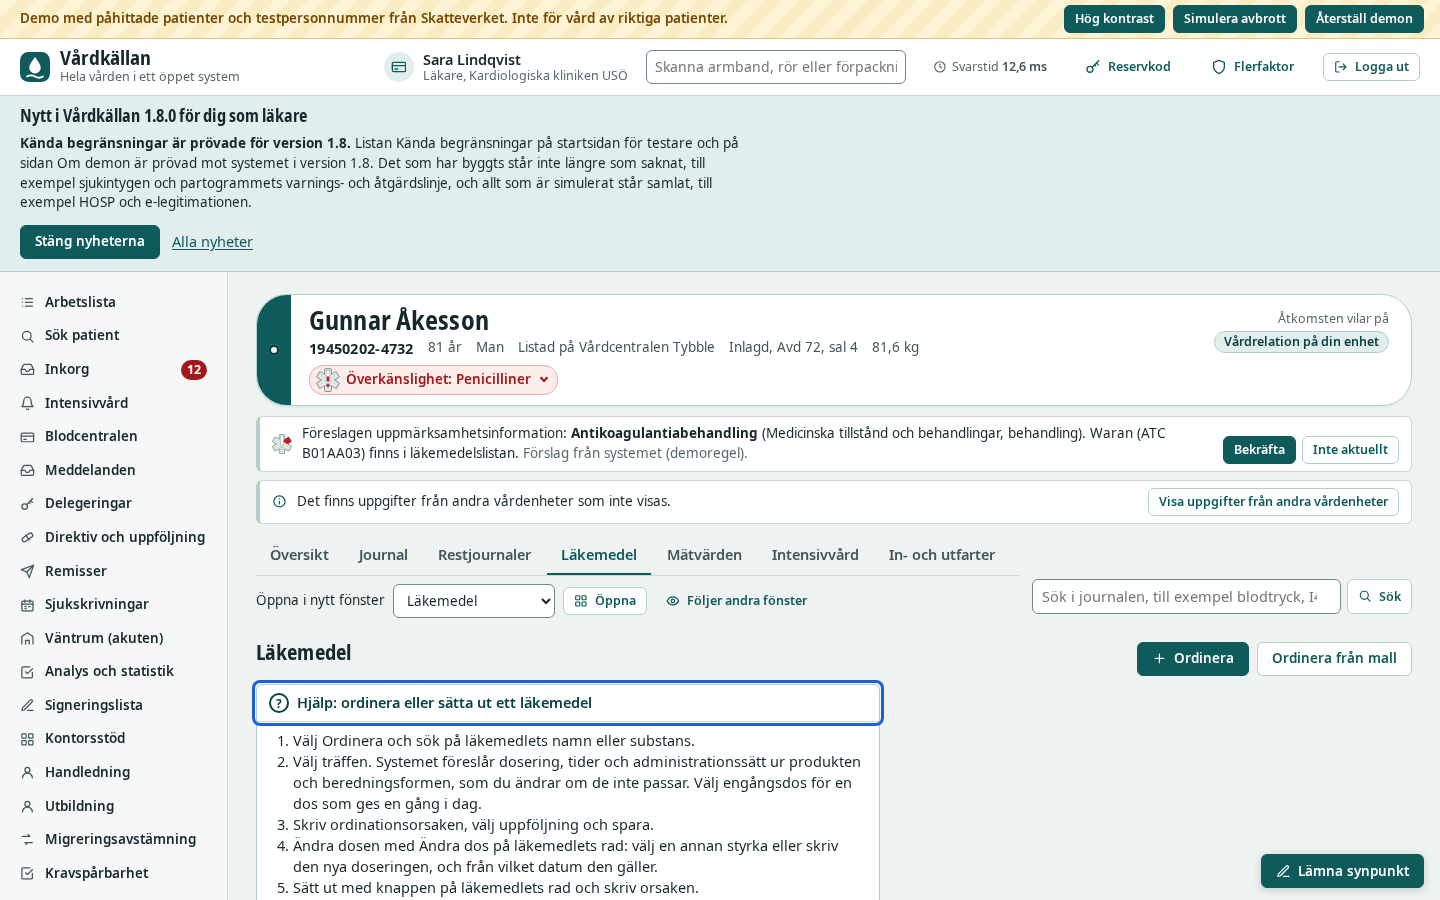 Demo med påhittade patienter och testpersonnummer från Skatteverket. Inte för vård av riktiga patienter.
Hög kontrast
Simulera avbrott
Återställ demon
Vårdkällan
Hela vården i ett öppet system
Sara Lindqvist
Läkare, Kardiologiska kliniken USÖ
Skanna armband, rör eller förpackni
Svarstid 12,6 ms
Reservkod
Flerfaktor
Logga ut
Nytt i Vårdkällan 1.8.0 för dig som läkare
Kända begränsningar är prövade för version 1.8. Listan Kända begränsningar på startsidan för testare och på
sidan Om demon är prövad mot systemet i version 1.8. Det som har byggts står inte längre som saknat, till
exempel sjukintygen och partogrammets varnings- och åtgärdslinje, och allt som är simulerat står samlat, till
exempel HOSP och e-legitimationen.
Stäng nyheterna
Alla nyheter
Arbetslista
Sök patient
Inkorg
12
Intensivvård
Blodcentralen
Meddelanden
Delegeringar
Direktiv och uppföljning
Remisser
Sjukskrivningar
Väntrum (akuten)
Analys och statistik
Signeringslista
Kontorsstöd
Handledning
Utbildning
Migreringsavstämning
Kravspårbarhet
Gunnar Åkesson
19450202-4732
81 år
Man
Listad på Vårdcentralen Tybble
Inlagd, Avd 72, sal 4
81,6 kg
Överkänslighet: Penicilliner
Åtkomsten vilar på
Vårdrelation på din enhet
Föreslagen uppmärksamhetsinformation: Antikoagulantiabehandling (Medicinska tillstånd och behandlingar, behandling). Waran (ATC
B01AA03) finns i läkemedelslistan. Förslag från systemet (demoregel).
Bekräfta
Inte aktuellt
Det finns uppgifter från andra vårdenheter som inte visas.
Visa uppgifter från andra vårdenheter
Översikt
Journal
Restjournaler
Läkemedel
Mätvärden
Intensivvård
In- och utfarter
Öppna i nytt fönster
Läkemedel
Öppna
Följer andra fönster
Sök i journalen, till exempel blodtryck, I4
Sök
Läkemedel
Ordinera
Ordinera från mall
Hjälp: ordinera eller sätta ut ett läkemedel
1. Välj Ordinera och sök på läkemedlets namn eller substans.
2. Välj träffen. Systemet föreslår dosering, tider och administrationssätt ur produkten
och beredningsformen, som du ändrar om de inte passar. Välj engångsdos för en
dos som ges en gång i dag.
3. Skriv ordinationsorsaken, välj uppföljning och spara.
4. Ändra dosen med Ändra dos på läkemedlets rad: välj en annan styrka eller skriv
den nya doseringen, och från vilket datum den gäller.
5. Sätt ut med knappen på läkemedlets rad och skriv orsaken.
Lämna synpunkt